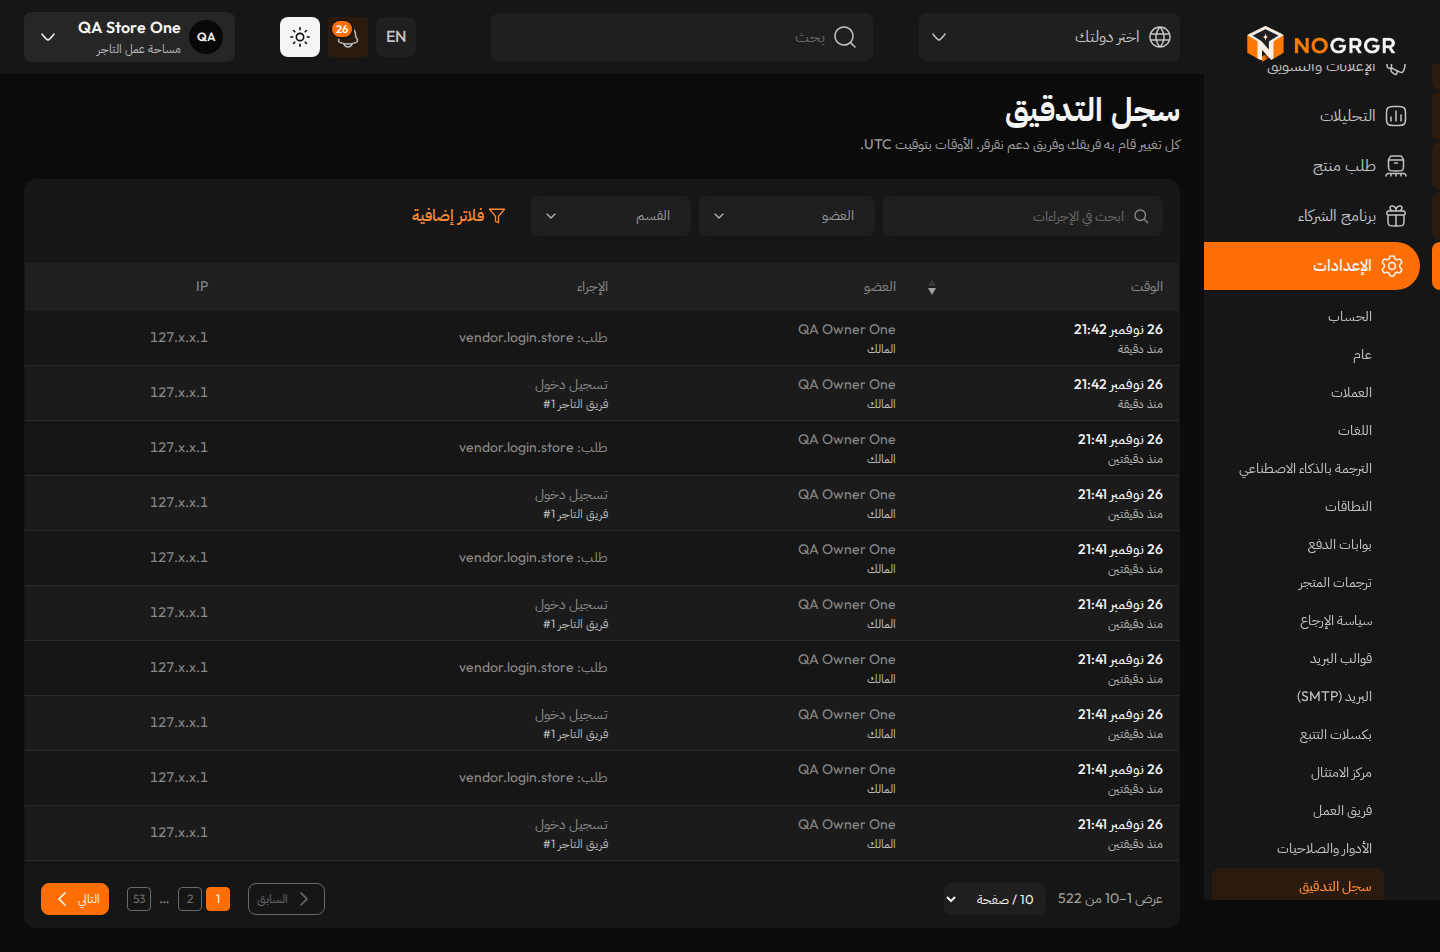 NOGRGR
اختر دولتك
بحث
EN
26
QA
QA Store One
مساحة عمل التاجر
الإعلانات والتسويق
التحليلات
طلب منتج
برنامج الشركاء
الإعدادات
الحساب
عام
العملات
اللغات
الترجمة بالذكاء الاصطناعي
النطاقات
بوابات الدفع
ترجمات المتجر
سياسة الإرجاع
قوالب البريد
البريد (SMTP)
بكسلات التتبع
مركز الامتثال
فريق العمل
الأدوار والصلاحيات
سجل التدقيق
سجل التدقيق
كل تغيير قام به فريقك وفريق دعم نقرقر. الأوقات بتوقيت UTC.
ابحث في الإجراءات
العضو
القسم
فلاتر إضافية
الوقت العضو الإجراء IP
26 نوفمبر 21:42 QA Owner One طلب: vendor.login.store 127.x.x.1
منذ دقيقة المالك
26 نوفمبر 21:42 QA Owner One تسجيل دخول 127.x.x.1
منذ دقيقة المالك فريق التاجر #1
26 نوفمبر 21:41 QA Owner One طلب: vendor.login.store 127.x.x.1
منذ دقيقتين المالك
26 نوفمبر 21:41 QA Owner One تسجيل دخول 127.x.x.1
منذ دقيقتين المالك فريق التاجر #1
26 نوفمبر 21:41 QA Owner One طلب: vendor.login.store 127.x.x.1
منذ دقيقتين المالك
26 نوفمبر 21:41 QA Owner One تسجيل دخول 127.x.x.1
منذ دقيقتين المالك فريق التاجر #1
26 نوفمبر 21:41 QA Owner One طلب: vendor.login.store 127.x.x.1
منذ دقيقتين المالك
26 نوفمبر 21:41 QA Owner One تسجيل دخول 127.x.x.1
منذ دقيقتين المالك فريق التاجر #1
26 نوفمبر 21:41 QA Owner One طلب: vendor.login.store 127.x.x.1
منذ دقيقتين المالك
26 نوفمبر 21:41 QA Owner One تسجيل دخول 127.x.x.1
منذ دقيقتين المالك فريق التاجر #1
عرض 1–10 من 522
10 / صفحة
السابق 1 2 ... 53 التالي